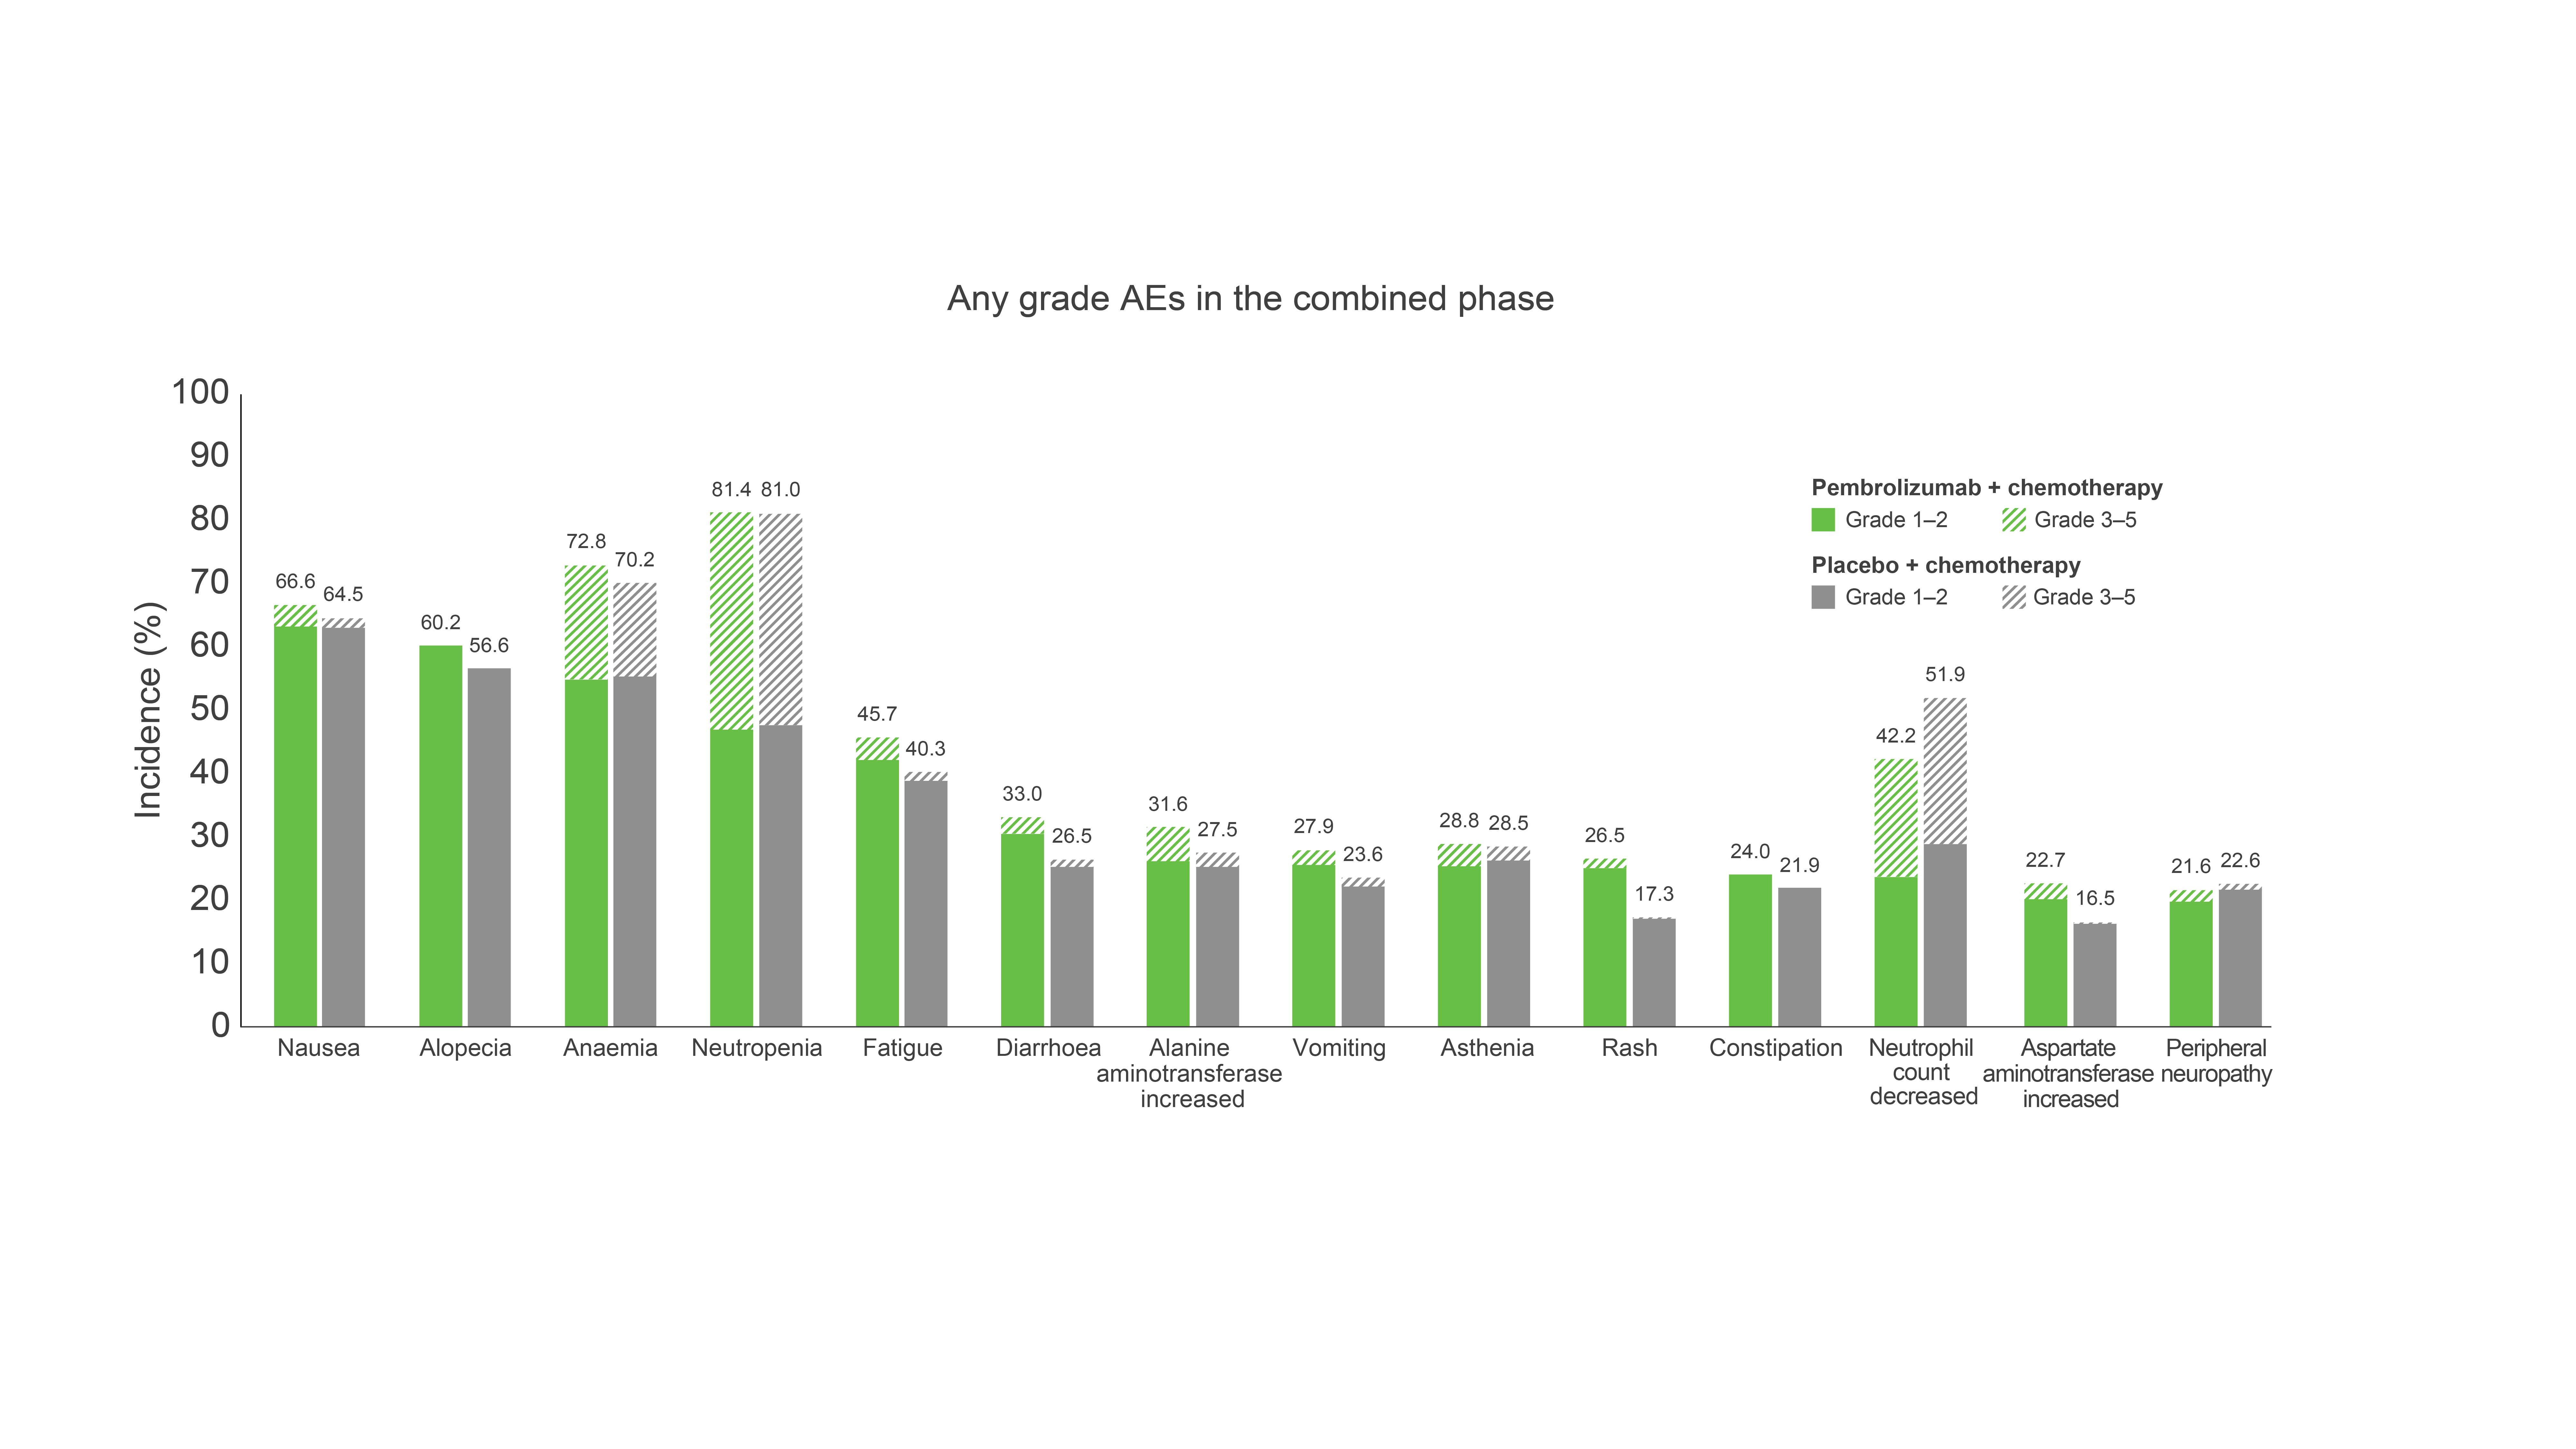 Any grade AEs in the combined phase
Incidence (%)
100
90
80
70
60
50
40
30
20
10
0
Pembrolizumab + chemotherapy
Grade 1–2 Grade 3–5
Placebo + chemotherapy
Grade 1–2 Grade 3–5
66.6 64.5
60.2 56.6
72.8 70.2
81.4 81.0
45.7 40.3
33.0 26.5
31.6 27.5
27.9 23.6
28.8 28.5
26.5 17.3
24.0 21.9
42.2 51.9
22.7 16.5
21.6 22.6
Nausea
Alopecia
Anaemia
Neutropenia
Fatigue
Diarrhoea
Alanine
aminotransferase
increased
Vomiting
Asthenia
Rash
Constipation
Neutrophil
count
decreased
Aspartate
aminotransferase
increased
Peripheral
neuropathy